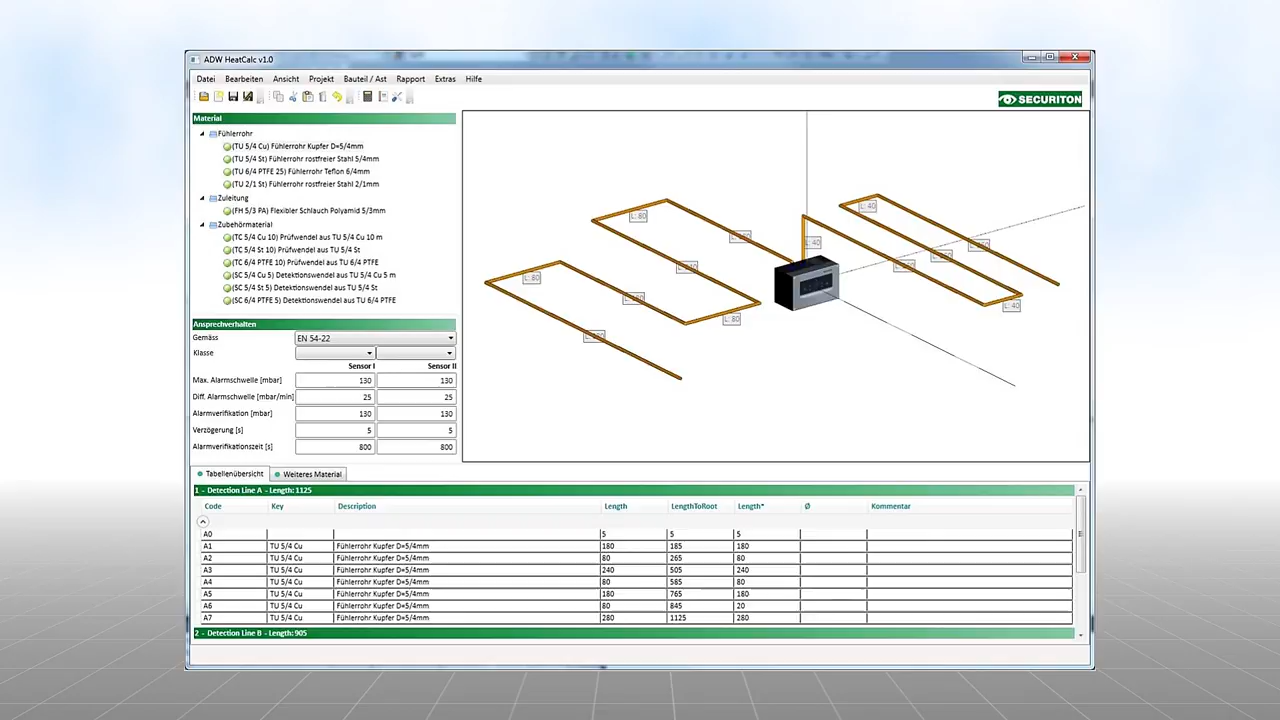 ADW HeatCalc v1.0
Datei Bearbeiten Ansicht Projekt Bauteil / Ast Rapport Extras Hilfe
SECURITON
Material
Fühlerrohr
(TU 5/4 Cu) Fühlerrohr Kupfer D=5/4mm
(TU 5/4 St) Fühlerrohr rostfreier Stahl 5/4mm
(TU 6/4 PTFE 25) Fühlerrohr Teflon 6/4mm
(TU 2/1 St) Fühlerrohr rostfreier Stahl 2/1mm
Zuleitung
(FH 5/3 PA) Flexibler Schlauch Polyamid 5/3mm
Zubehörmaterial
(TC 5/4 Cu 10) Prüfwendel aus TU 5/4 Cu 10 m
(TC 5/4 St 10) Prüfwendel aus TU 5/4 St
(TC 6/4 PTFE 10) Prüfwendel aus TU 6/4 PTFE
(SC 5/4 Cu 5) Detektionswendel aus TU 5/4 Cu 5 m
(SC 5/4 St 5) Detektionswendel aus TU 5/4 St
(SC 6/4 PTFE 5) Detektionswendel aus TU 6/4 PTFE
Ansprechverhalten
Gemäss EN 54-22
Klasse
Sensor I Sensor II
Max. Alarmschwelle [mbar] 130 130
Diff. Alarmschwelle [mbar/min] 25 25
Alarmverifikation [mbar] 130 130
Verzögerung [s] 5 5
Alarmverifikationszeit [s] 800 800
L: 80
L: 80
L: 80
L: 40
L: 40
L: 40
Tabellenübersicht Weiteres Material
1 - Detection Line A - Length: 1125
Code Key Description Length LengthToRoot Length* Ø Kommentar
A0 5 5 5
A1 TU 5/4 Cu Fühlerrohr Kupfer D=5/4mm 180 185 180
A2 TU 5/4 Cu Fühlerrohr Kupfer D=5/4mm 80 265 80
A3 TU 5/4 Cu Fühlerrohr Kupfer D=5/4mm 240 505 240
A4 TU 5/4 Cu Fühlerrohr Kupfer D=5/4mm 80 585 80
A5 TU 5/4 Cu Fühlerrohr Kupfer D=5/4mm 180 765 180
A6 TU 5/4 Cu Fühlerrohr Kupfer D=5/4mm 80 845 20
A7 TU 5/4 Cu Fühlerrohr Kupfer D=5/4mm 280 1125 280
2 - Detection Line B - Length: 905